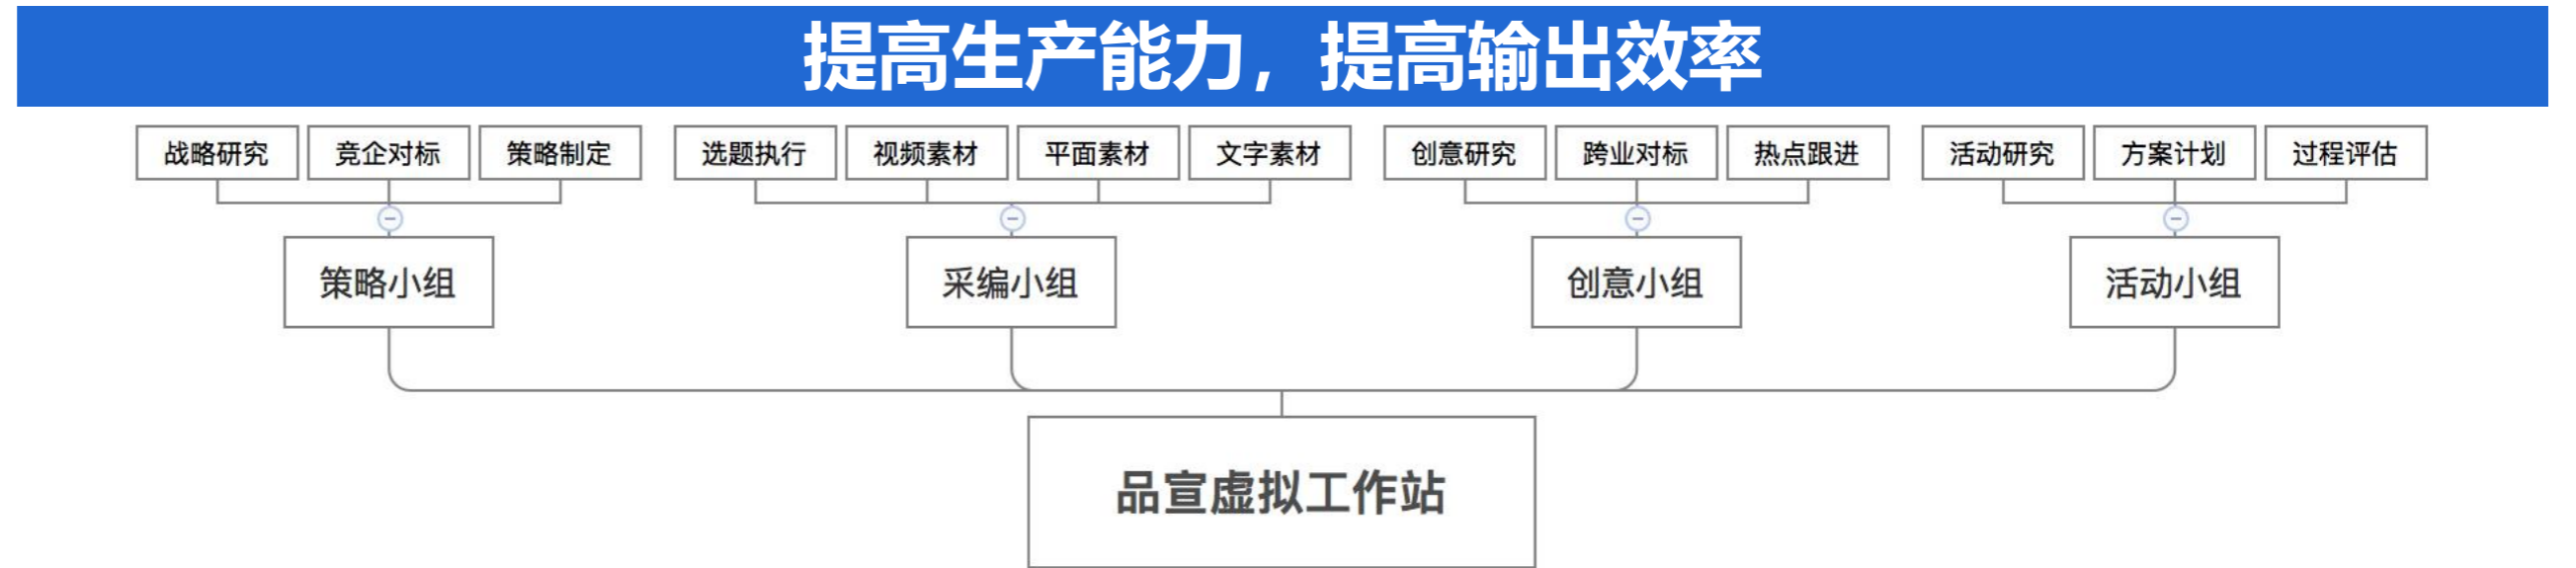 提高生产能力，提高输出效率
战略研究 竞企对标 策略制定 选题执行 视频素材 平面素材 文字素材 创意研究 跨业对标 热点跟进 活动研究 方案计划 过程评估
策略小组 采编小组 创意小组 活动小组
品宣虚拟工作站